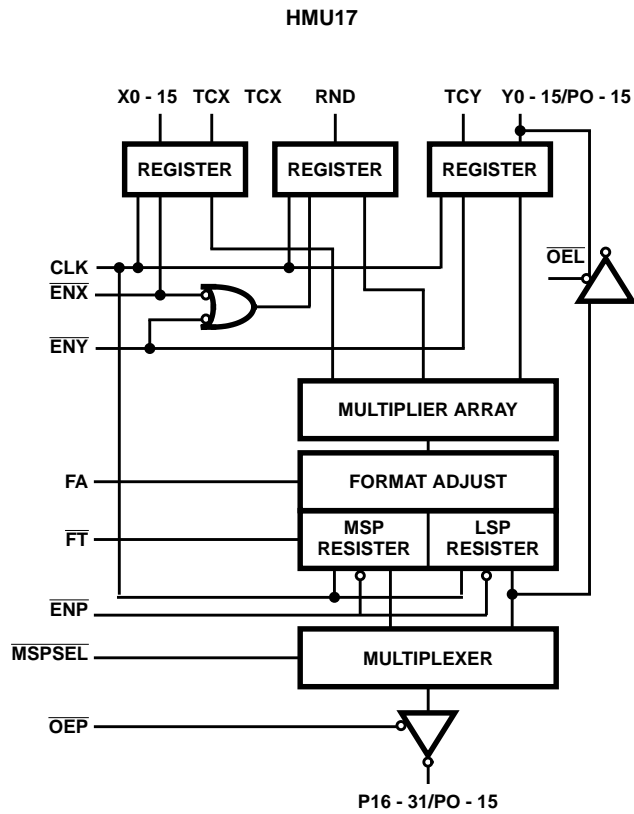 HMU17
X0 - 15 TCX TCX RND TCY Y0 - 15/PO - 15
REGISTER REGISTER REGISTER
CLK
OEL
ENX
ENY
MULTIPLIER ARRAY
FA FORMAT ADJUST
FT MSP RESISTER LSP RESISTER
ENP
MSPSEL MULTIPLEXER
OEP
P16 - 31/PO - 15